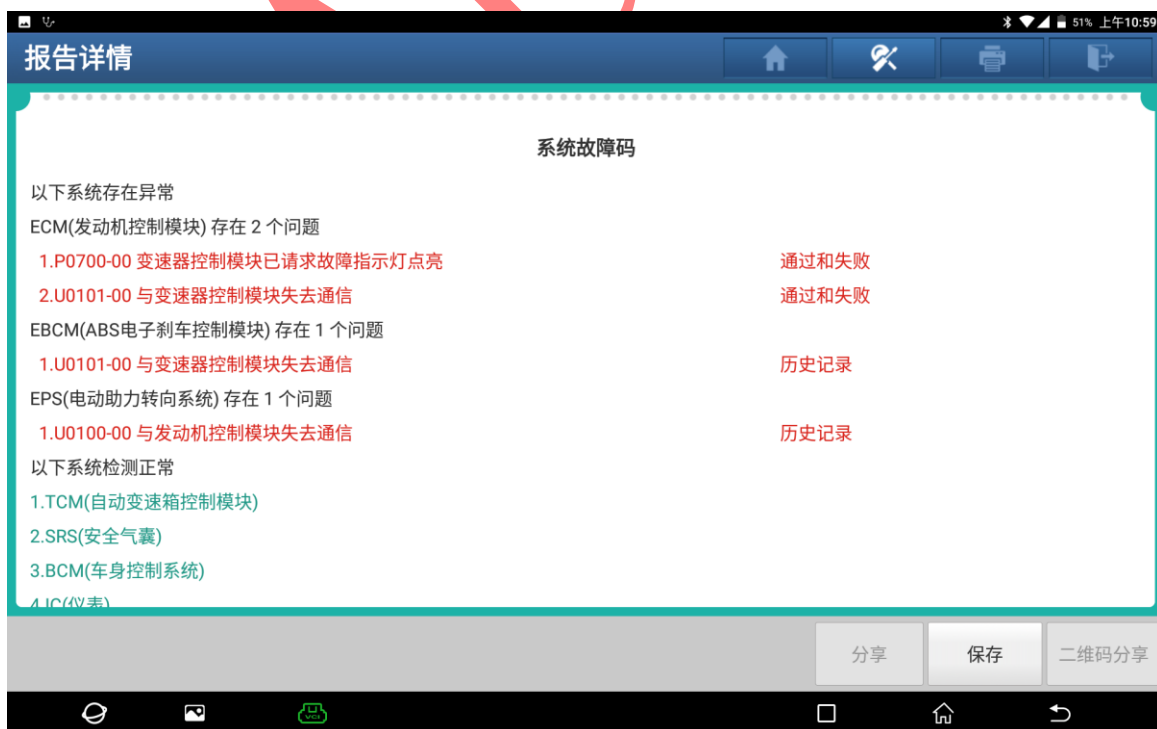 51% 上午10:59
报告详情
系统故障码
以下系统存在异常
ECM(发动机控制模块) 存在 2 个问题
1.P0700-00 变速器控制模块已请求故障指示灯点亮 通过和失败
2.U0101-00 与变速器控制模块失去通信 通过和失败
EBCM(ABS电子刹车控制模块) 存在 1 个问题
1.U0101-00 与变速器控制模块失去通信 历史记录
EPS(电动助力转向系统) 存在 1 个问题
1.U0100-00 与发动机控制模块失去通信 历史记录
以下系统检测正常
1.TCM(自动变速箱控制模块)
2.SRS(安全气囊)
3.BCM(车身控制系统)
4.IC(仪表)
分享 保存 二维码分享
VCI